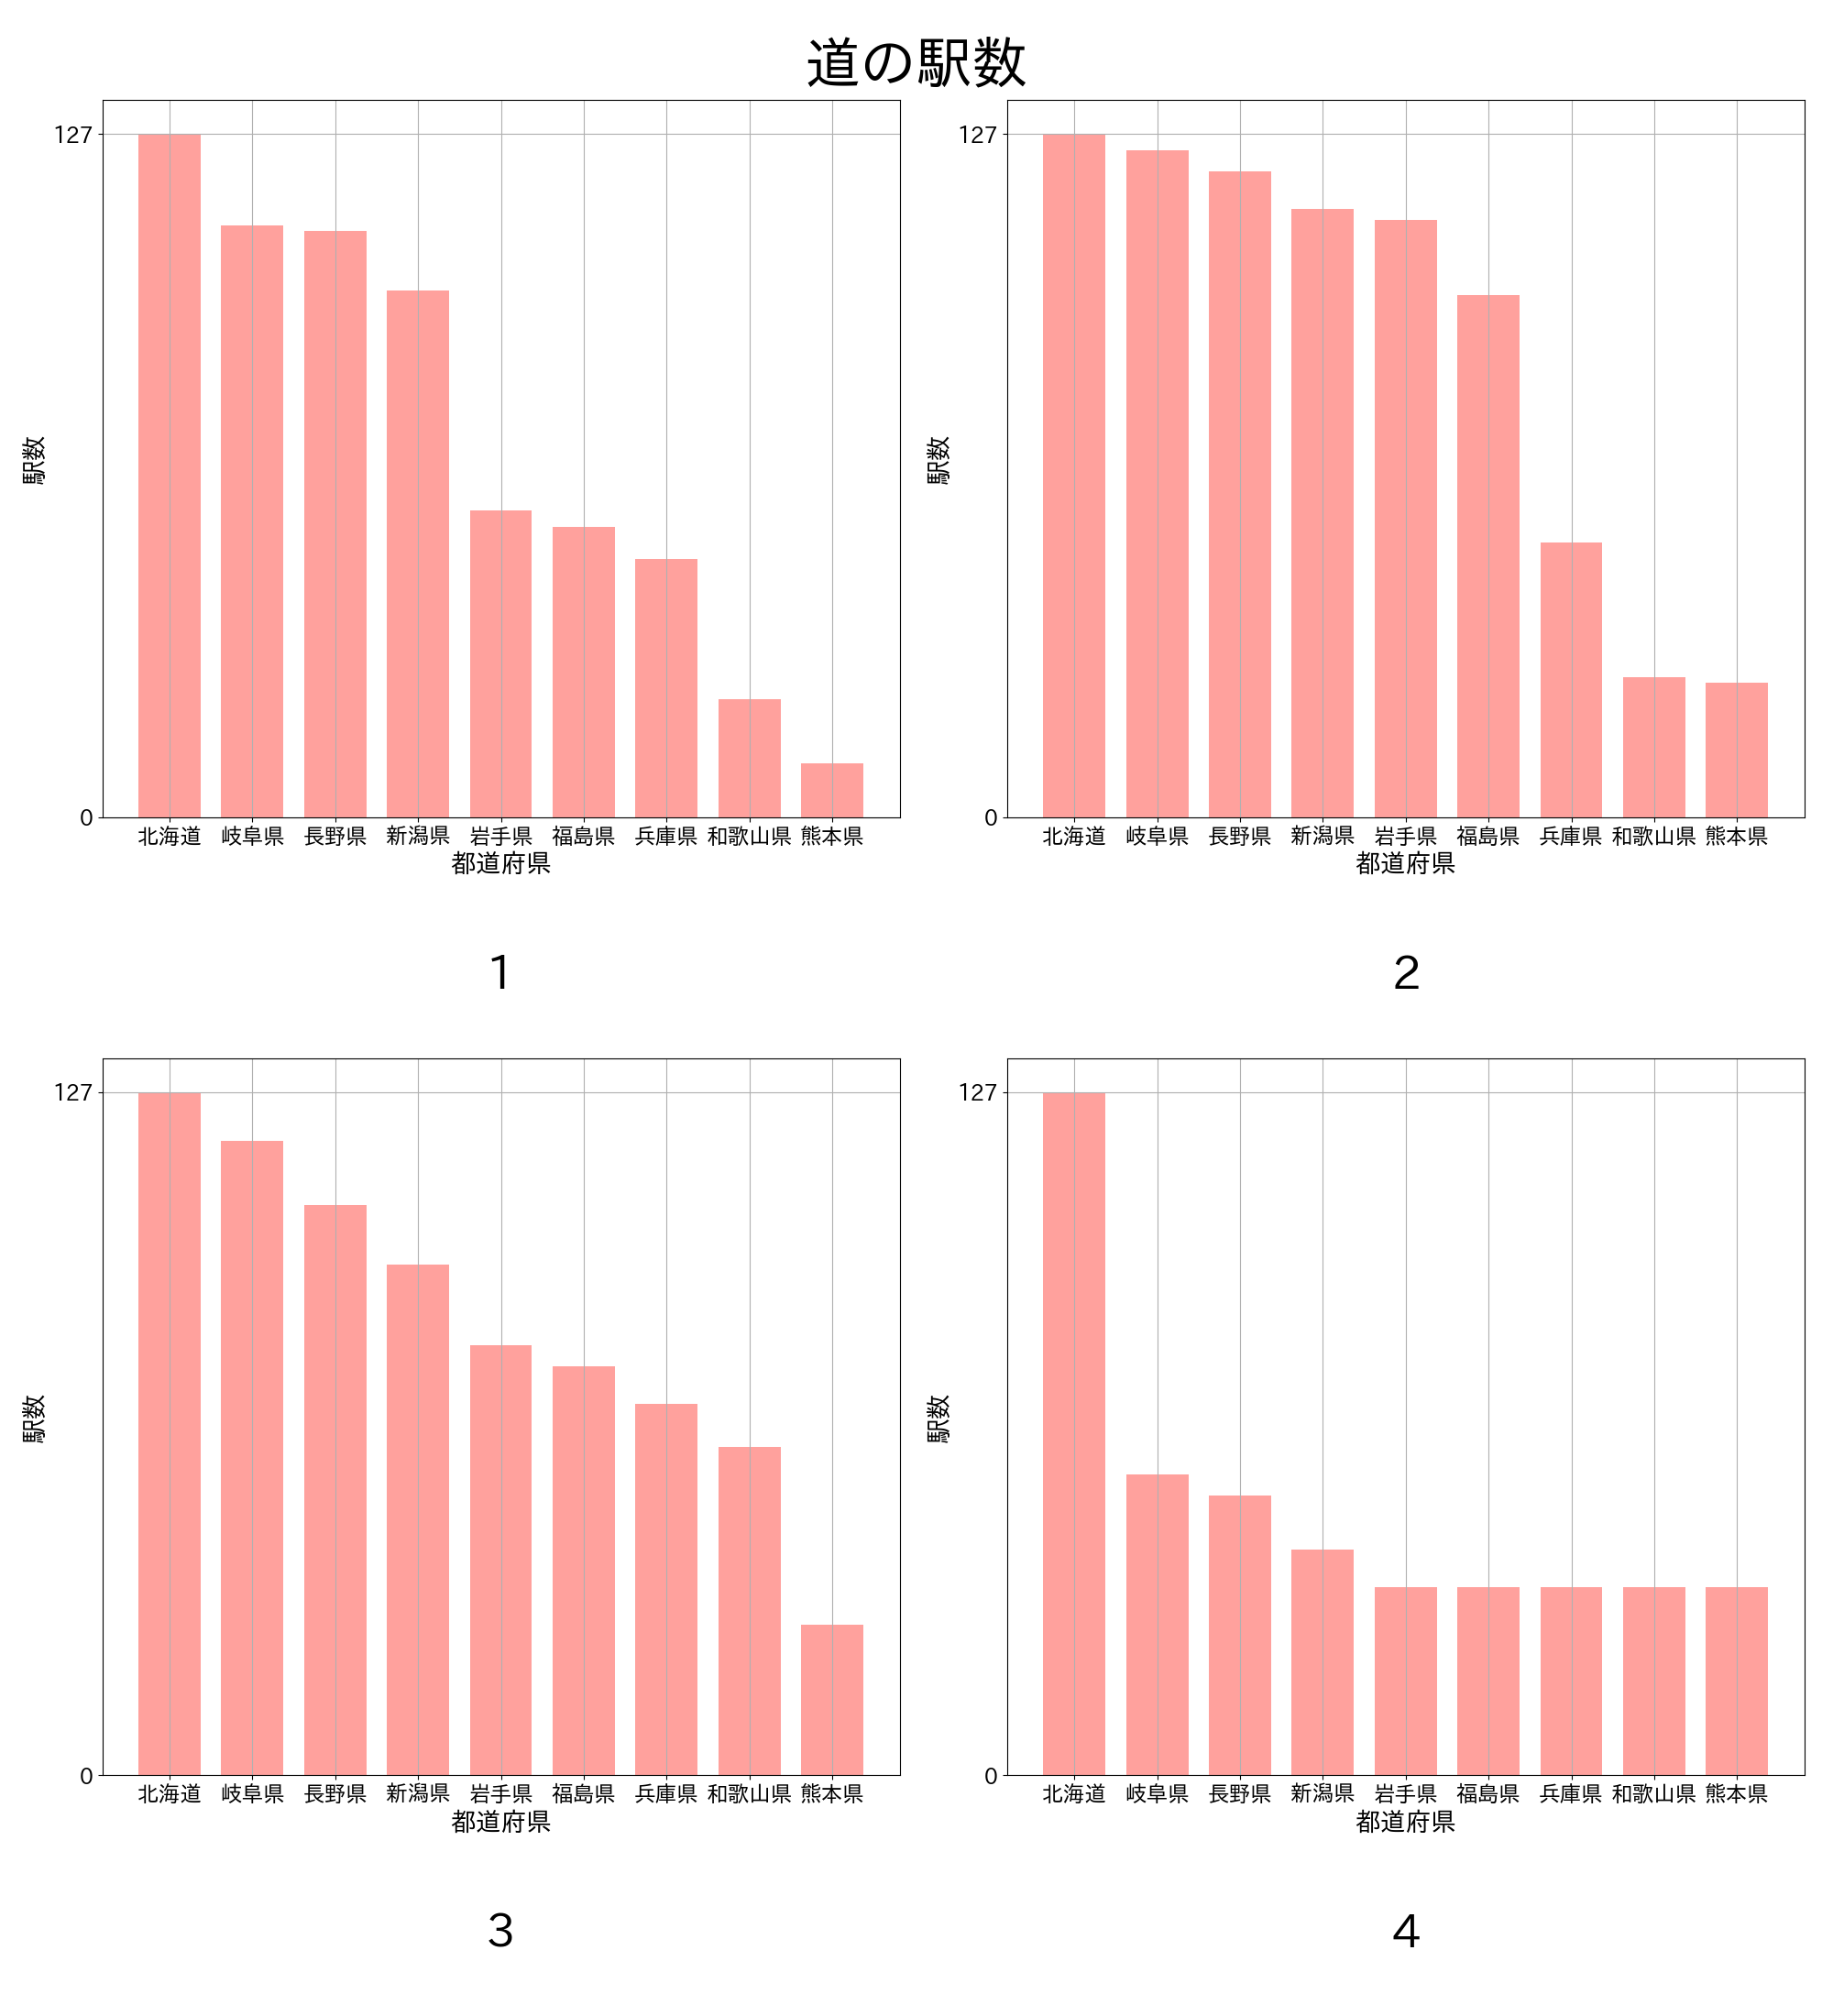 道の駅数
127
駅数
0
北海道 岐阜県 長野県 新潟県 岩手県 福島県 兵庫県 和歌山県 熊本県
都道府県
1
127
駅数
0
北海道 岐阜県 長野県 新潟県 岩手県 福島県 兵庫県 和歌山県 熊本県
都道府県
2
127
駅数
0
北海道 岐阜県 長野県 新潟県 岩手県 福島県 兵庫県 和歌山県 熊本県
都道府県
3
127
駅数
0
北海道 岐阜県 長野県 新潟県 岩手県 福島県 兵庫県 和歌山県 熊本県
都道府県
4